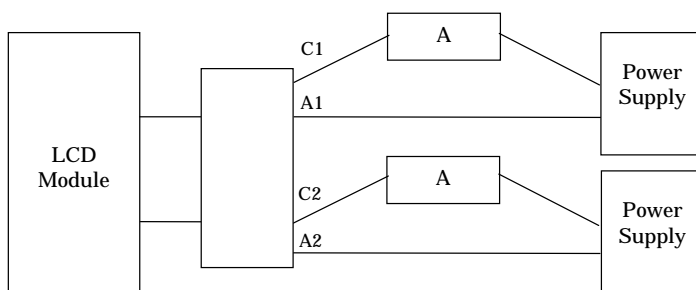 C1
A
Power
Supply
A1
LCD
Module
C2
A
Power
Supply
A2